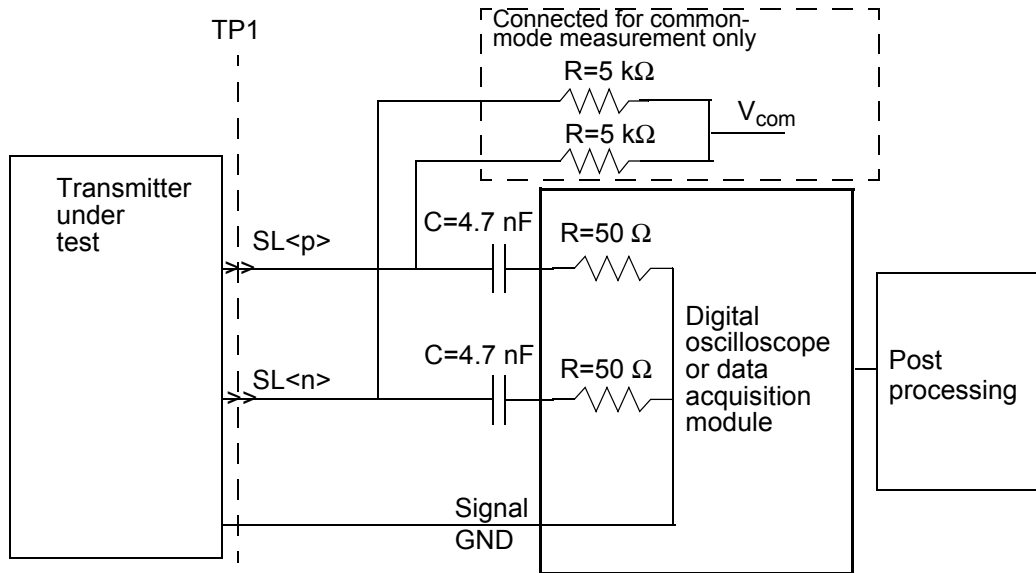 TP1
Connected for common-
mode measurement only
R=5 kΩ
Vcom
R=5 kΩ
Transmitter
under
test
SL<p>
C=4.7 nF
R=50 Ω
Digital
oscilloscope
or data
acquisition
module
Post
processing
SL<n>
C=4.7 nF
R=50 Ω
Signal
GND